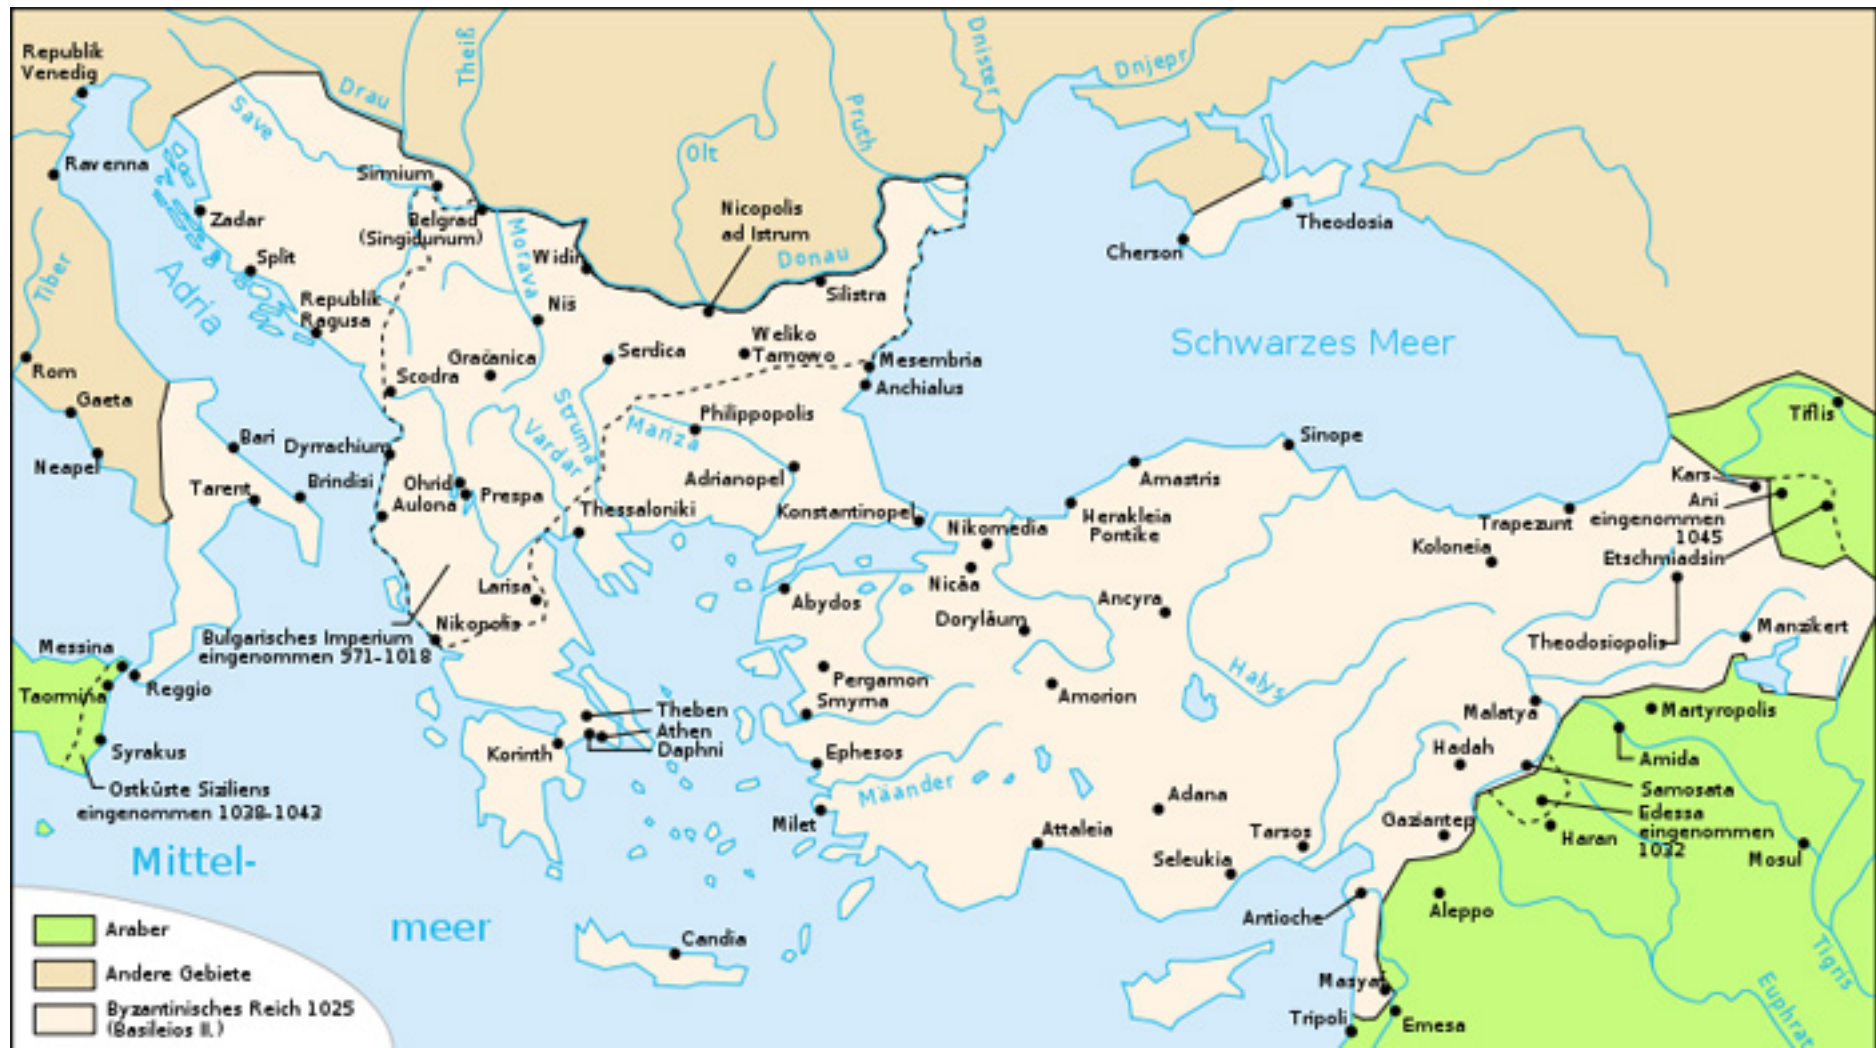 Republik
Venedig
Ravenna
Zadar
Split
Republik
Ragusa
Adria
Tiber
Rom
Gaeta
Neapel
Bari
Tarent
Brindisi
Save
Drau
Theiß
Sirmium
Belgrad
(Singidunum)
Morava
Widin
Niš
Gračanica
Scodra
Dyrrachium
Ohrid
Aulona
Prespa
Vardar
Struma
Serdica
Olt
Pruth
Dnister
Dnjepr
Nicopolis
ad Istrum
Donau
Silistra
Weliko
Tarnowo
Mesembria
Anchialus
Philippopolis
Mariza
Adrianopel
Konstantinopel
Thessaloniki
Larisa
Nikopolis
Bulgarisches Imperium
eingenommen 971-1018
Cherson
Theodosia
Schwarzes Meer
Sinope
Amastris
Herakleia
Pontike
Nikomedia
Nicäa
Doryläum
Ancyra
Abydos
Pergamon
Smyrna
Ephesos
Milet
Mäander
Amorion
Halys
Trapezunt
Koloneia
Tiflis
Kars
Ani
eingenommen
1045
Etschmiadsin
Theodosiopolis
Manzikert
Malatya
Hadah
Martyropolis
Amida
Samosata
Edessa
eingenommen
1032
Haran
Mosul
Gaziantep
Adana
Tarsos
Seleukia
Attaleia
Antioche
Aleppo
Masyaf
Tripoli
Emesa
Tigris
Euphrat
Messina
Reggio
Taormina
Syrakus
Ostküste Siziliens
eingenommen 1038-1043
Theben
Athen
Daphni
Korinth
Candia
Mittel-
meer
Araber
Andere Gebiete
Byzantinisches Reich 1025
(Basileios II.)